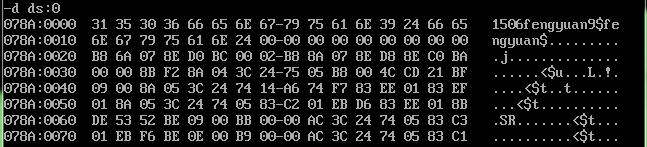 -d ds:0
078A:0000 31 35 30 36 66 65 6E 67-79 75 61 6E 39 24 66 65 1506fengyuan9$fe
078A:0010 6E 67 79 75 61 6E 24 00-00 00 00 00 00 00 00 00 ngyuan$.........
078A:0020 B8 6A 07 8E D0 BC 00 02-B8 8A 07 8E D8 8E C0 BA .j..............
078A:0030 00 00 8B F2 8A 04 3C 24-75 05 B8 00 4C CD 21 BF ......<$u...L.!.
078A:0040 09 00 8A 05 3C 24 74 14-A6 74 F7 83 EE 01 83 EF ....<$t..t......
078A:0050 01 8A 05 3C 24 74 05 83-C2 01 EB D6 83 EE 01 8B ...<$t..........
078A:0060 DE 53 52 BE 09 00 BB 00-00 AC 3C 24 74 05 83 C1 .SR.......<$t...
078A:0070 01 EB F6 BE 0E 00 B9 00-00 AC 3C 24 74 05 83 C1 ..........<$t...